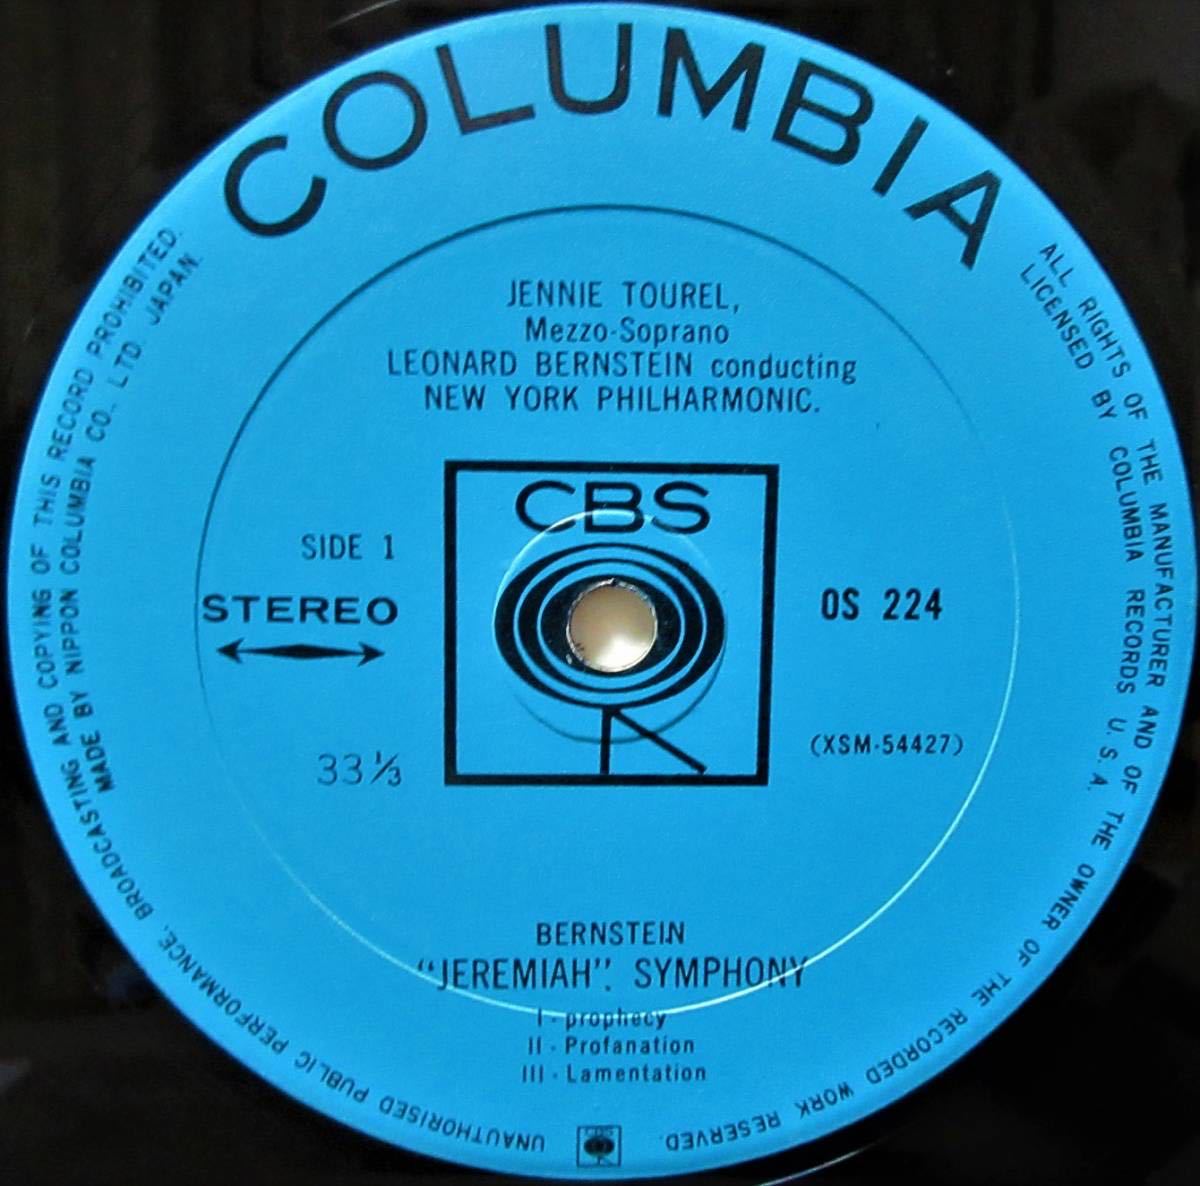 COLUMBIA
JENNIE TOUREL,
Mezzo-Soprano
LEONARD BERNSTEIN conducting
NEW YORK PHILHARMONIC.
CBS
SIDE 1
STEREO
OS 224
33 ⅓
(XSM-54427)
BERNSTEIN
“JEREMIAH”. SYMPHONY
I - prophecy
II - Profanation
III - Lamentation
ALL RIGHTS OF THE MANUFACTURER AND OF THE OWNER OF THE RECORDED WORK RESERVED.
LICENSED BY COLUMBIA RECORDS U.S.A.
UNAUTHORISED PUBLIC PERFORMANCE, BROADCASTING AND COPYING OF THIS RECORD PROHIBITED.
MADE BY NIPPON COLUMBIA CO., LTD. JAPAN.
CBS